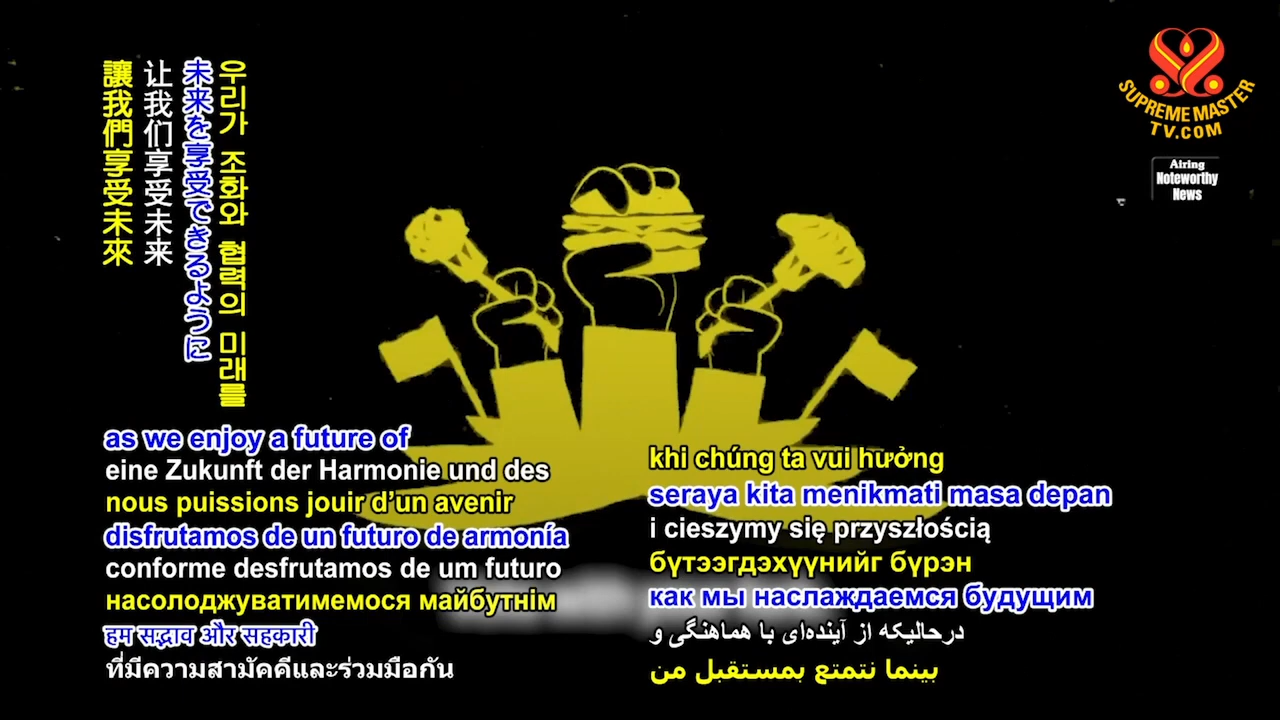 讓我們享受未來
让我们享受未来
未来を享受できるように
우리가 조화와 협력의 미래를
SUPREME MASTER
TV.COM
Airing
Noteworthy
News
as we enjoy a future of
eine Zukunft der Harmonie und des
nous puissions jouir d’un avenir
disfrutamos de un futuro de armonía
conforme desfrutamos de um futuro
насолоджуватимемося майбутнім
हम सद्भाव और सहकारी
ที่มีความสามัคคีและร่วมมือกัน
khi chúng ta vui hưởng
seraya kita menikmati masa depan
i cieszymy się przyszłością
бүтээгдэхүүнийг бүрэн
как мы наслаждаемся будущим
درحالیکه از آینده‌ای با هماهنگی و
بينما نتمتع بمستقبل من